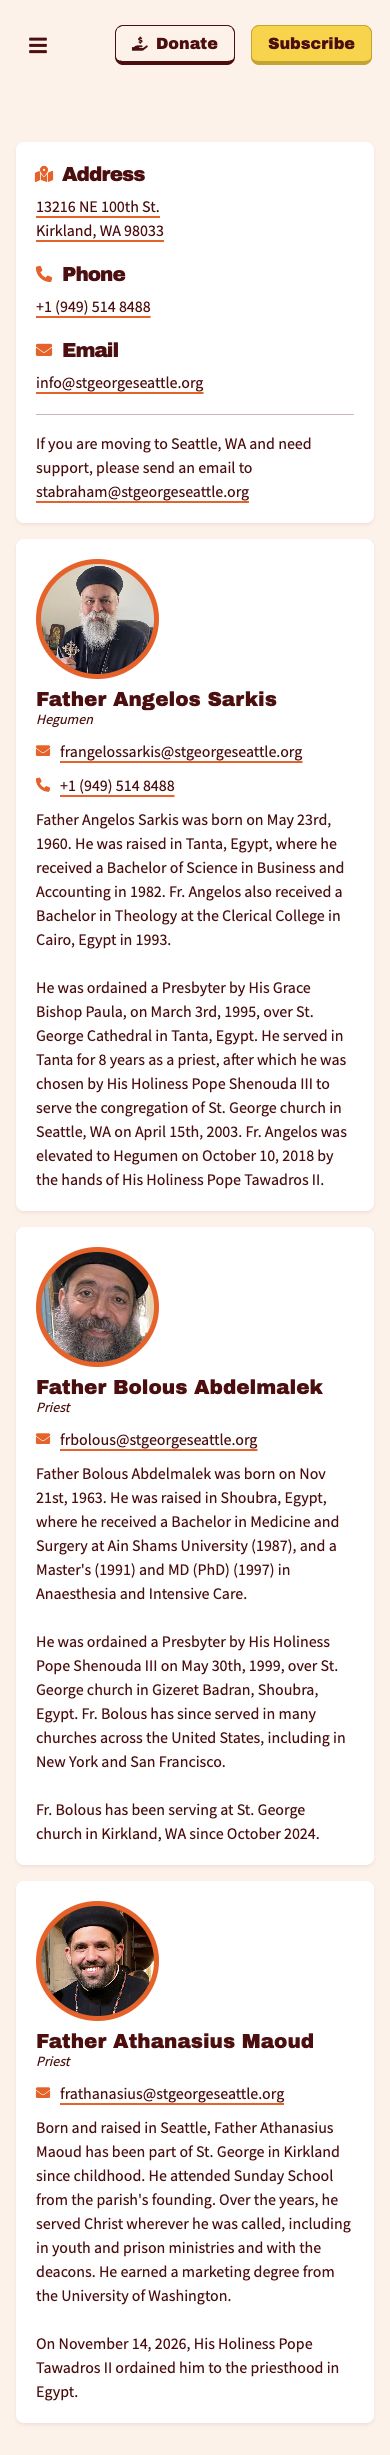 Donate
Subscribe
Address
13216 NE 100th St.
Kirkland, WA 98033
Phone
+1 (949) 514 8488
Email
info@stgeorgeseattle.org
If you are moving to Seattle, WA and need
support, please send an email to
stabraham@stgeorgeseattle.org
Father Angelos Sarkis
Hegumen
frangelossarkis@stgeorgeseattle.org
+1 (949) 514 8488
Father Angelos Sarkis was born on May 23rd,
1960. He was raised in Tanta, Egypt, where he
received a Bachelor of Science in Business and
Accounting in 1982. Fr. Angelos also received a
Bachelor in Theology at the Clerical College in
Cairo, Egypt in 1993.
He was ordained a Presbyter by His Grace
Bishop Paula, on March 3rd, 1995, over St.
George Cathedral in Tanta, Egypt. He served in
Tanta for 8 years as a priest, after which he was
chosen by His Holiness Pope Shenouda III to
serve the congregation of St. George church in
Seattle, WA on April 15th, 2003. Fr. Angelos was
elevated to Hegumen on October 10, 2018 by
the hands of His Holiness Pope Tawadros II.
Father Bolous Abdelmalek
Priest
frbolous@stgeorgeseattle.org
Father Bolous Abdelmalek was born on Nov
21st, 1963. He was raised in Shoubra, Egypt,
where he received a Bachelor in Medicine and
Surgery at Ain Shams University (1987), and a
Master's (1991) and MD (PhD) (1997) in
Anaesthesia and Intensive Care.
He was ordained a Presbyter by His Holiness
Pope Shenouda III on May 30th, 1999, over St.
George church in Gizeret Badran, Shoubra,
Egypt. Fr. Bolous has since served in many
churches across the United States, including in
New York and San Francisco.
Fr. Bolous has been serving at St. George
church in Kirkland, WA since October 2024.
Father Athanasius Maoud
Priest
frathanasius@stgeorgeseattle.org
Born and raised in Seattle, Father Athanasius
Maoud has been part of St. George in Kirkland
since childhood. He attended Sunday School
from the parish's founding. Over the years, he
served Christ wherever he was called, including
in youth and prison ministries and with the
deacons. He earned a marketing degree from
the University of Washington.
On November 14, 2026, His Holiness Pope
Tawadros II ordained him to the priesthood in
Egypt.